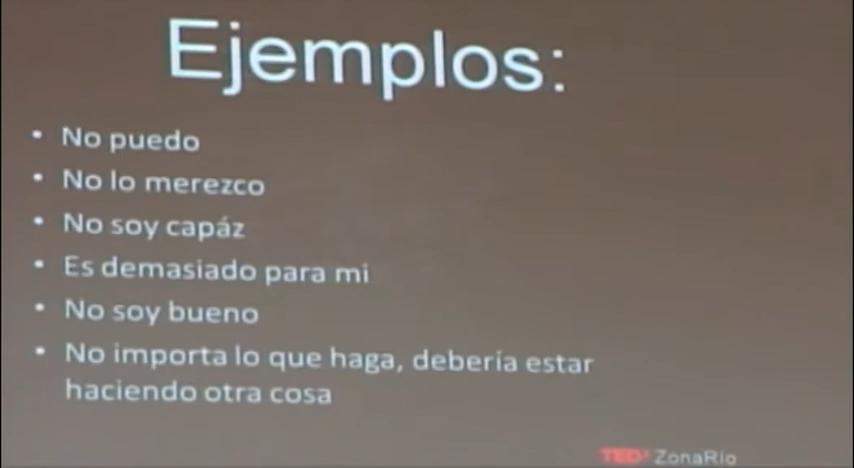 Ejemplos:
• No puedo
• No lo merezco
• No soy capáz
• Es demasiado para mi
• No soy bueno
• No importa lo que haga, debería estar
haciendo otra cosa
TEDx ZonaRío